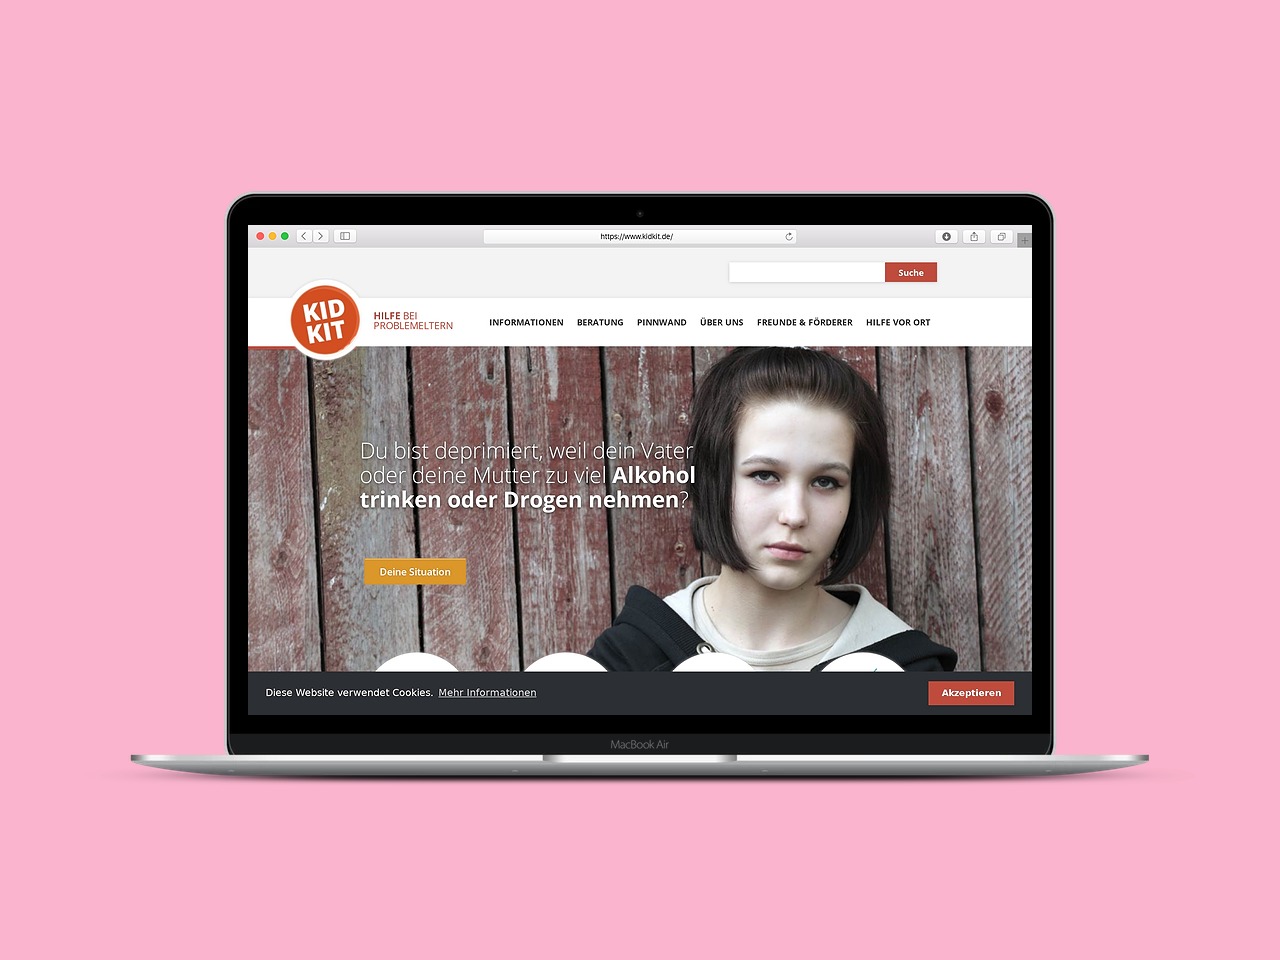 https://www.kidkit.de/
Suche
KID
KIT
HILFE BEI
PROBLEMELTERN
INFORMATIONEN BERATUNG PINNWAND ÜBER UNS FREUNDE & FÖRDERER HILFE VOR ORT
Du bist deprimiert, weil dein Vater
oder deine Mutter zu viel Alkohol
trinken oder Drogen nehmen?
Deine Situation
Diese Website verwendet Cookies. Mehr Informationen
Akzeptieren
MacBook Air